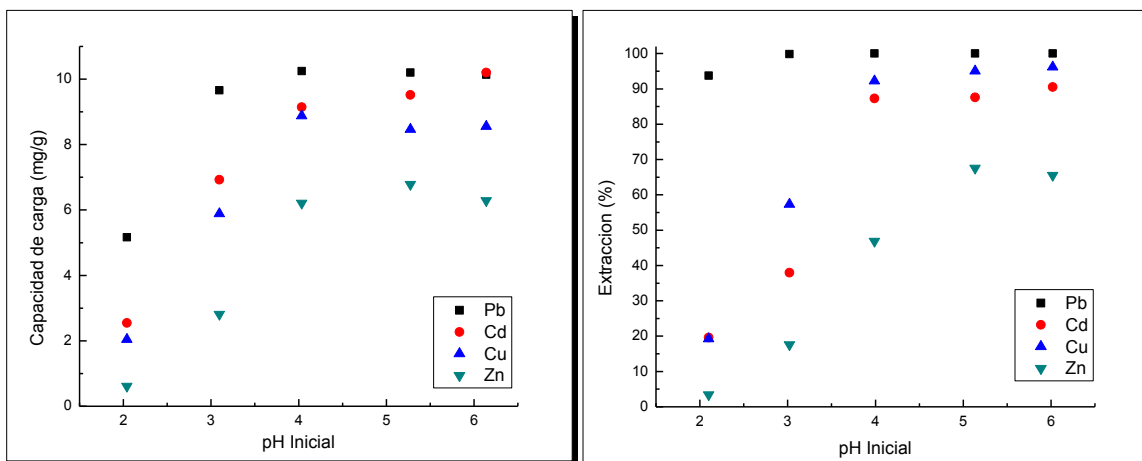 Capacidad de carga (mg/g)
10
8
6
4
2
0
2 3 4 5 6
pH Inicial
Pb
Cd
Cu
Zn
Extraccion (%)
100
90
80
70
60
50
40
30
20
10
0
2 3 4 5 6
pH Inicial
Pb
Cd
Cu
Zn